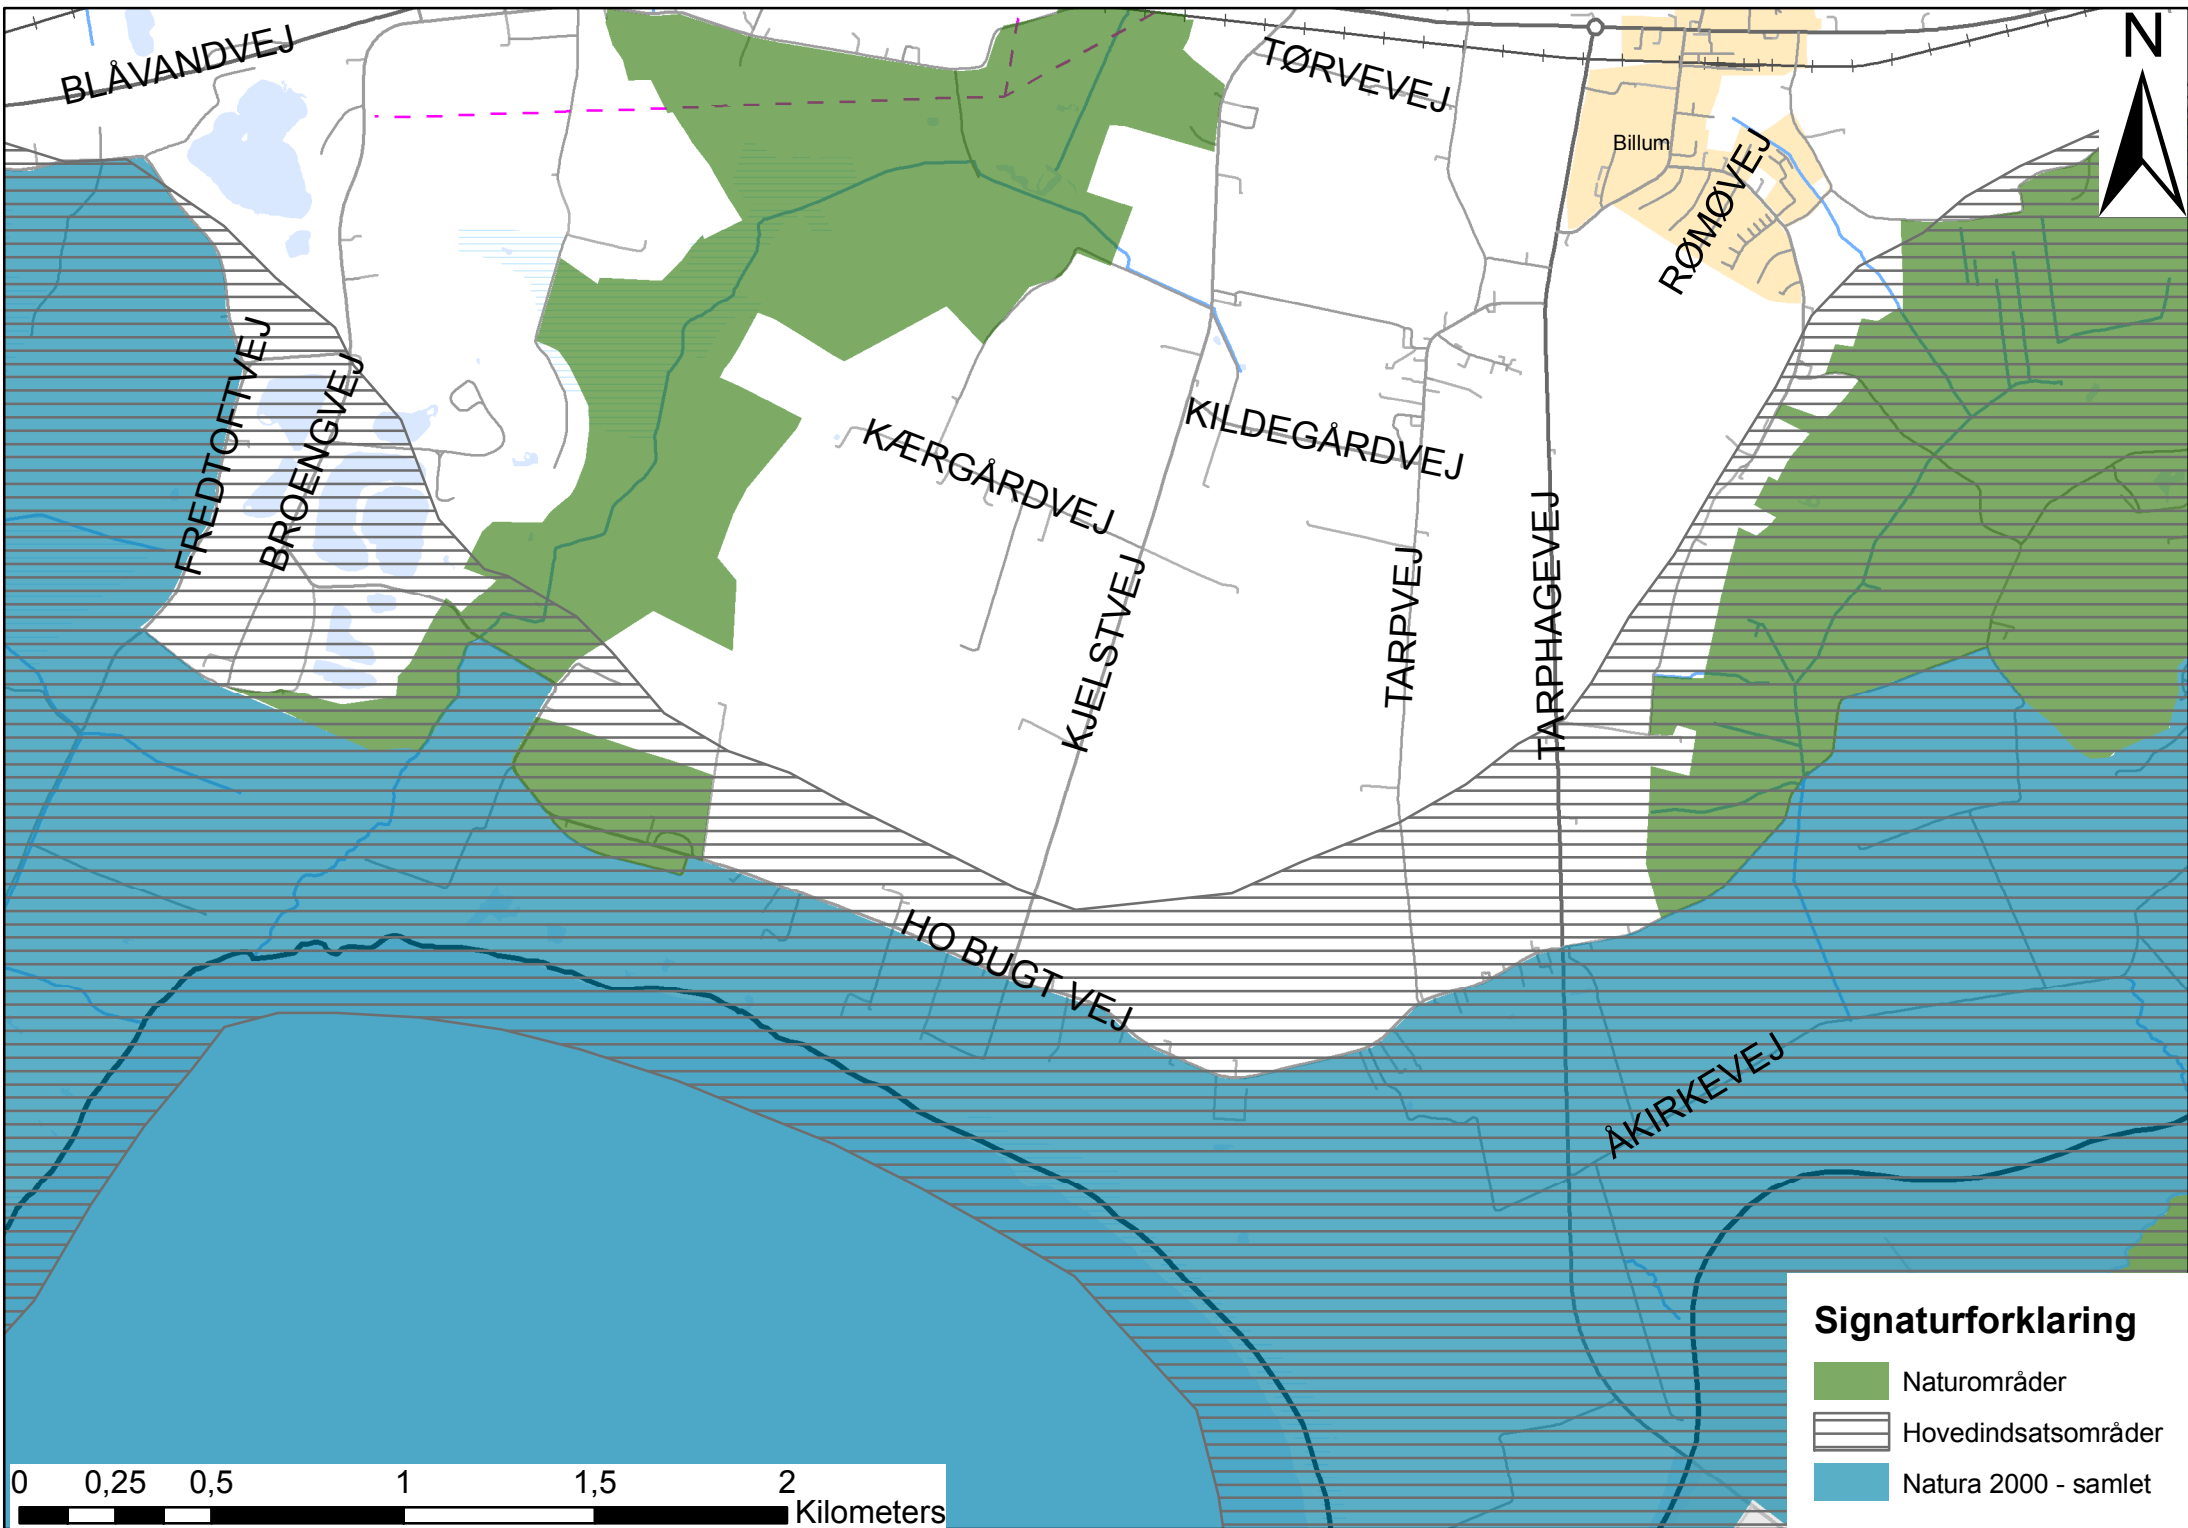 N
BLÅVANDVEJ
TØRVEVEJ
Billum
RØMØVEJ
FREDTOFTVEJ
BROENGVEJ
KÆRGÅRDVEJ
KILDEGÅRDVEJ
KJELSTVEJ
TARPVEJ
TARPHAGEVEJ
HO BUGT VEJ
ÅKIRKEVEJ
Signaturforklaring
Naturområder
Hovedindsatsområder
Natura 2000 - samlet
0 0,25 0,5 1 1,5 2
Kilometers